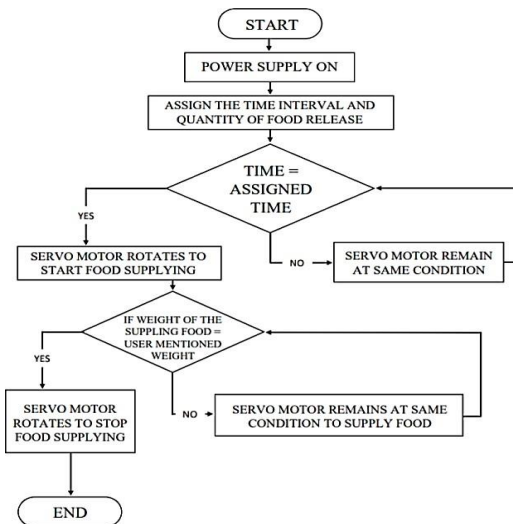 START
POWER SUPPLY ON
ASSIGN THE TIME INTERVAL AND
QUANTITY OF FOOD RELEASE
TIME =
ASSIGNED
TIME
YES
NO
SERVO MOTOR ROTATES TO
START FOOD SUPPLYING
SERVO MOTOR REMAIN
AT SAME CONDITION
IF WEIGHT OF THE
SUPPLING FOOD =
USER MENTIONED
WEIGHT
YES
NO
SERVO MOTOR
ROTATES TO STOP
FOOD SUPPLYING
SERVO MOTOR REMAINS AT SAME
CONDITION TO SUPPLY FOOD
END